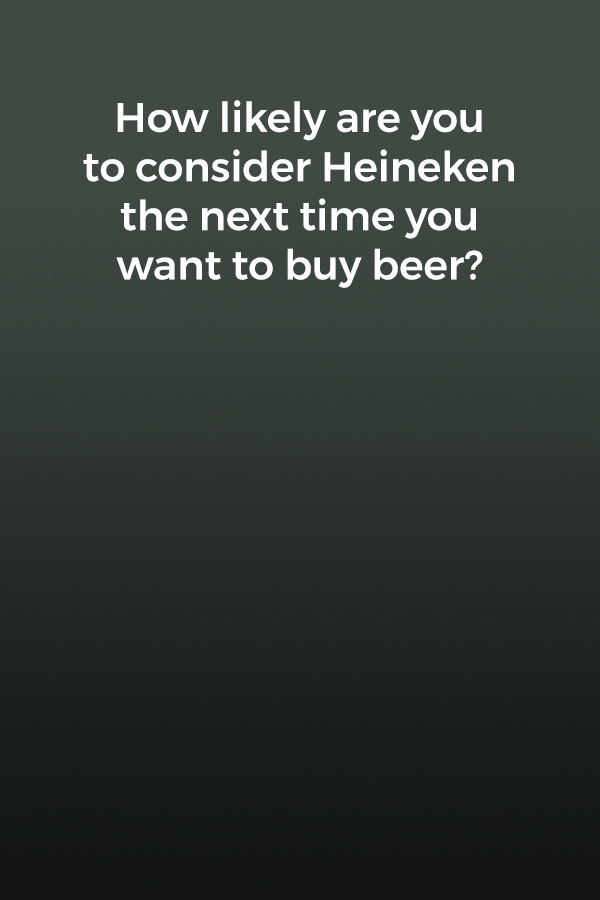 How likely are you
to consider Heineken
the next time you
want to buy beer?